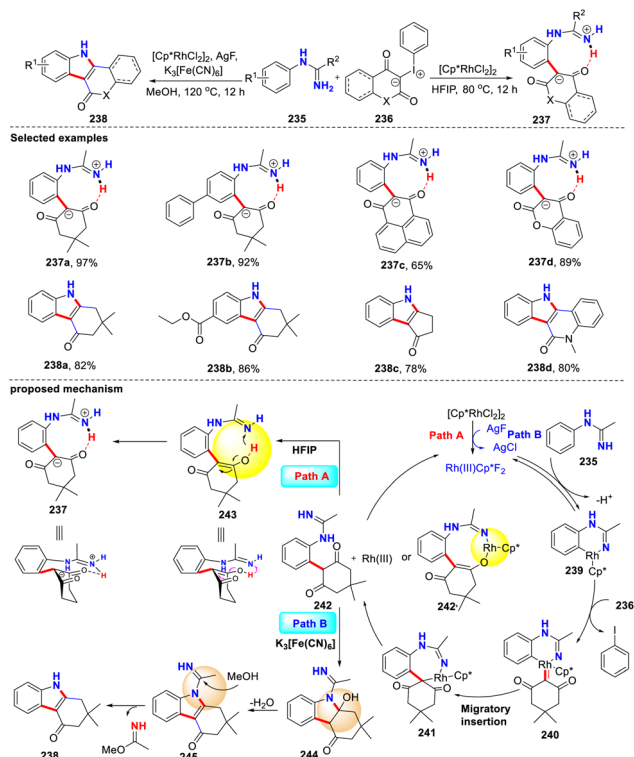 [Cp*RhCl2]2, AgF,
K3[Fe(CN)6]
MeOH, 120 °C, 12 h
[Cp*RhCl2]2
HFIP, 80 °C, 12 h
238
235
236
237
Selected examples
237a, 97%
237b, 92%
237c, 65%
237d, 89%
238a, 82%
238b, 86%
238c, 78%
238d, 80%
proposed mechanism
[Cp*RhCl2]2
Path A
AgF
Path B
AgCl
Rh(III)Cp*F2
235
HFIP
Path A
237
243
-H+
239
242
+ Rh(III) or
242'
236
Path B
K3[Fe(CN)6]
MeOH
-H2O
Migratory
insertion
238
245
244
241
240